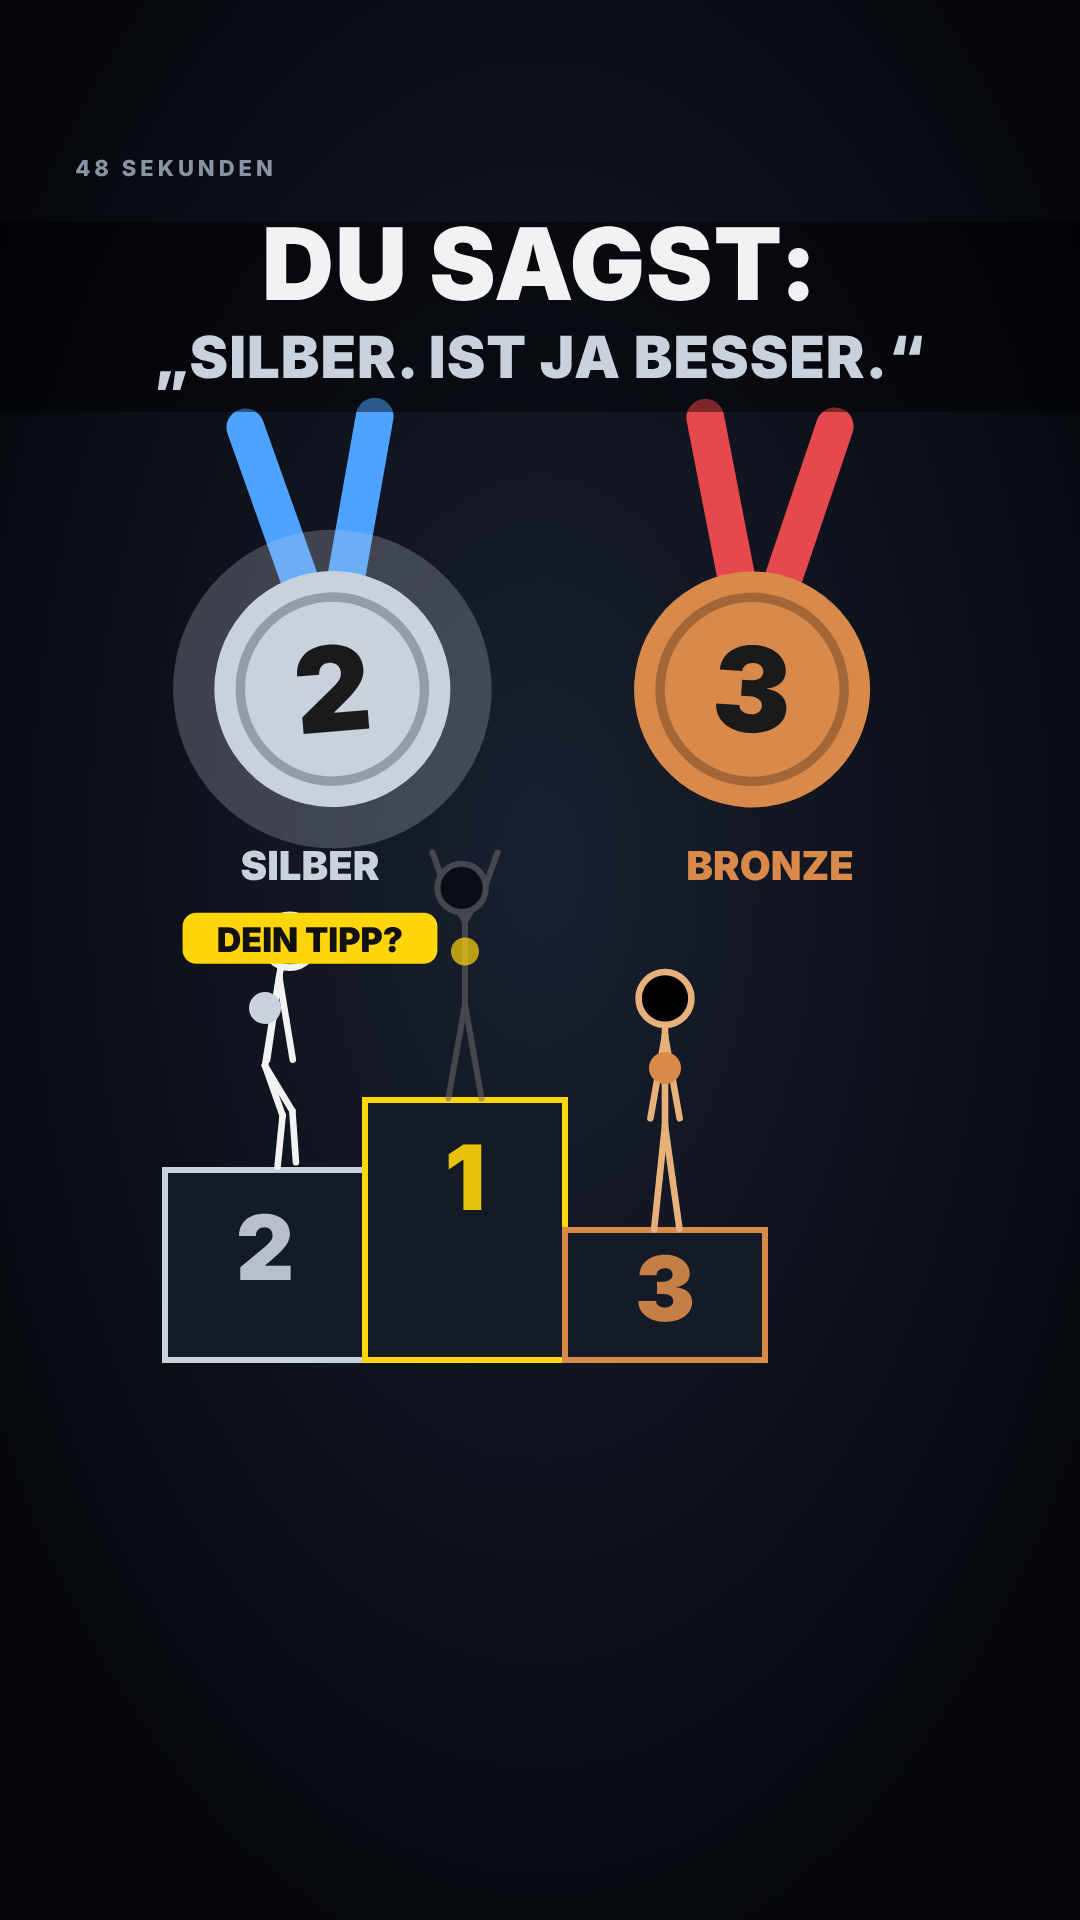 48 SEKUNDEN
DU SAGST:
„SILBER. IST JA BESSER.“
2
3
SILBER
BRONZE
DEIN TIPP?
1
2
3